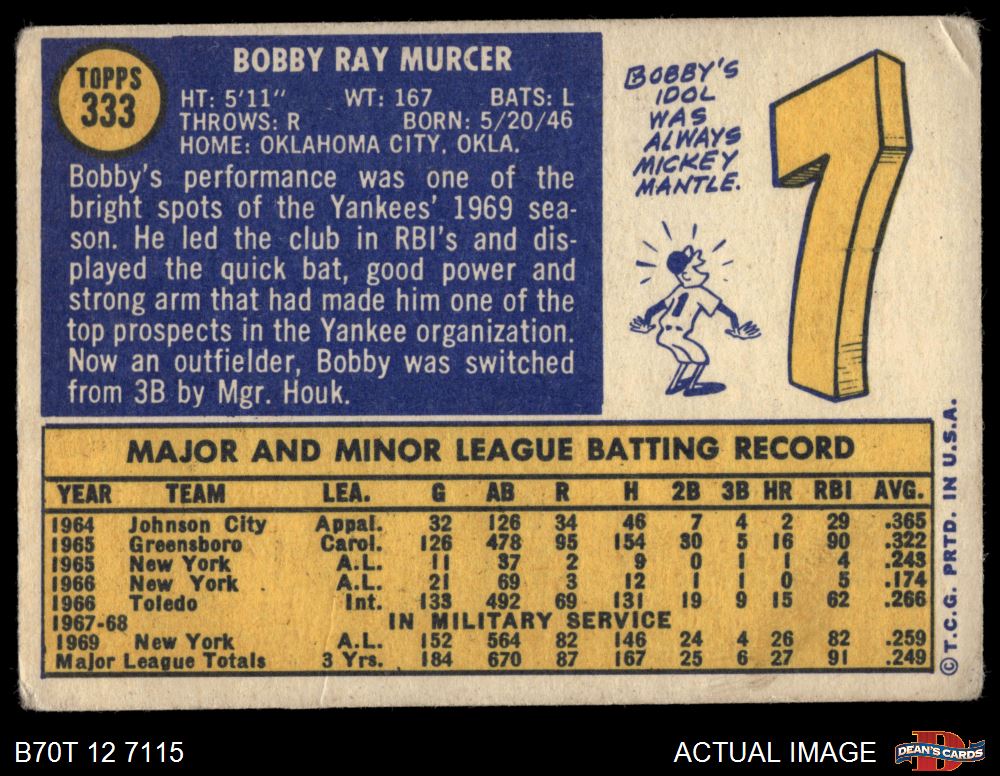 TOPPS
333
BOBBY RAY MURCER
HT: 5'11" WT: 167 BATS: L
THROWS: R BORN: 5/20/46
HOME: OKLAHOMA CITY, OKLA.
Bobby's performance was one of the
bright spots of the Yankees' 1969 sea-
son. He led the club in RBI's and dis-
played the quick bat, good power and
strong arm that had made him one of the
top prospects in the Yankee organization.
Now an outfielder, Bobby was switched
from 3B by Mgr. Houk.
BOBBY'S
IDOL
WAS
ALWAYS
MICKEY
MANTLE.
7
1
MAJOR AND MINOR LEAGUE BATTING RECORD
YEAR TEAM LEA. G AB R H 2B 3B HR RBI AVG.
1964 Johnson City Appal. 32 126 34 46 7 4 2 29 .365
1965 Greensboro Carol. 126 478 95 154 30 5 16 90 .322
1965 New York A.L. 11 37 2 9 0 1 1 4 .243
1966 New York A.L. 21 69 3 12 1 1 0 5 .174
1966 Toledo Int. 133 492 69 131 19 9 15 62 .266
1967-68 IN MILITARY SERVICE
1969 New York A.L. 152 564 82 146 24 4 26 82 .259
Major League Totals 3 Yrs. 184 670 87 167 25 6 27 91 .249
©T.C.G. PRTD. IN U.S.A.
B70T 12 7115
ACTUAL IMAGE
DEAN'S CARDS